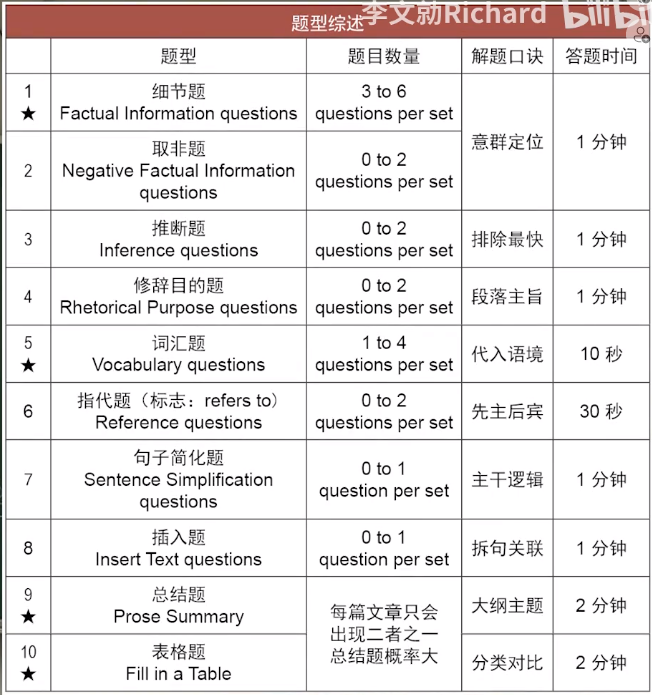 李文勍Richard bilibili
题型综述
题型 题目数量 解题口诀 答题时间
1 ★ 细节题 3 to 6
Factual Information questions questions per set
意群定位 1 分钟
2 取非题 0 to 2
Negative Factual Information questions per set
questions
3 推断题 0 to 2 排除最快 1 分钟
Inference questions questions per set
4 修辞目的题 0 to 2 段落主旨 1 分钟
Rhetorical Purpose questions questions per set
5 ★ 词汇题 1 to 4 代入语境 10 秒
Vocabulary questions questions per set
6 指代题（标志：refers to） 0 to 2 先主后宾 30 秒
Reference questions questions per set
7 句子简化题 0 to 1 主干逻辑 1 分钟
Sentence Simplification question per set
questions
8 插入题 0 to 1 拆句关联 1 分钟
Insert Text questions question per set
9 ★ 总结题 大纲主题 2 分钟
Prose Summary
每篇文章只会
出现二者之一
总结题概率大
10 ★ 表格题 分类对比 2 分钟
Fill in a Table